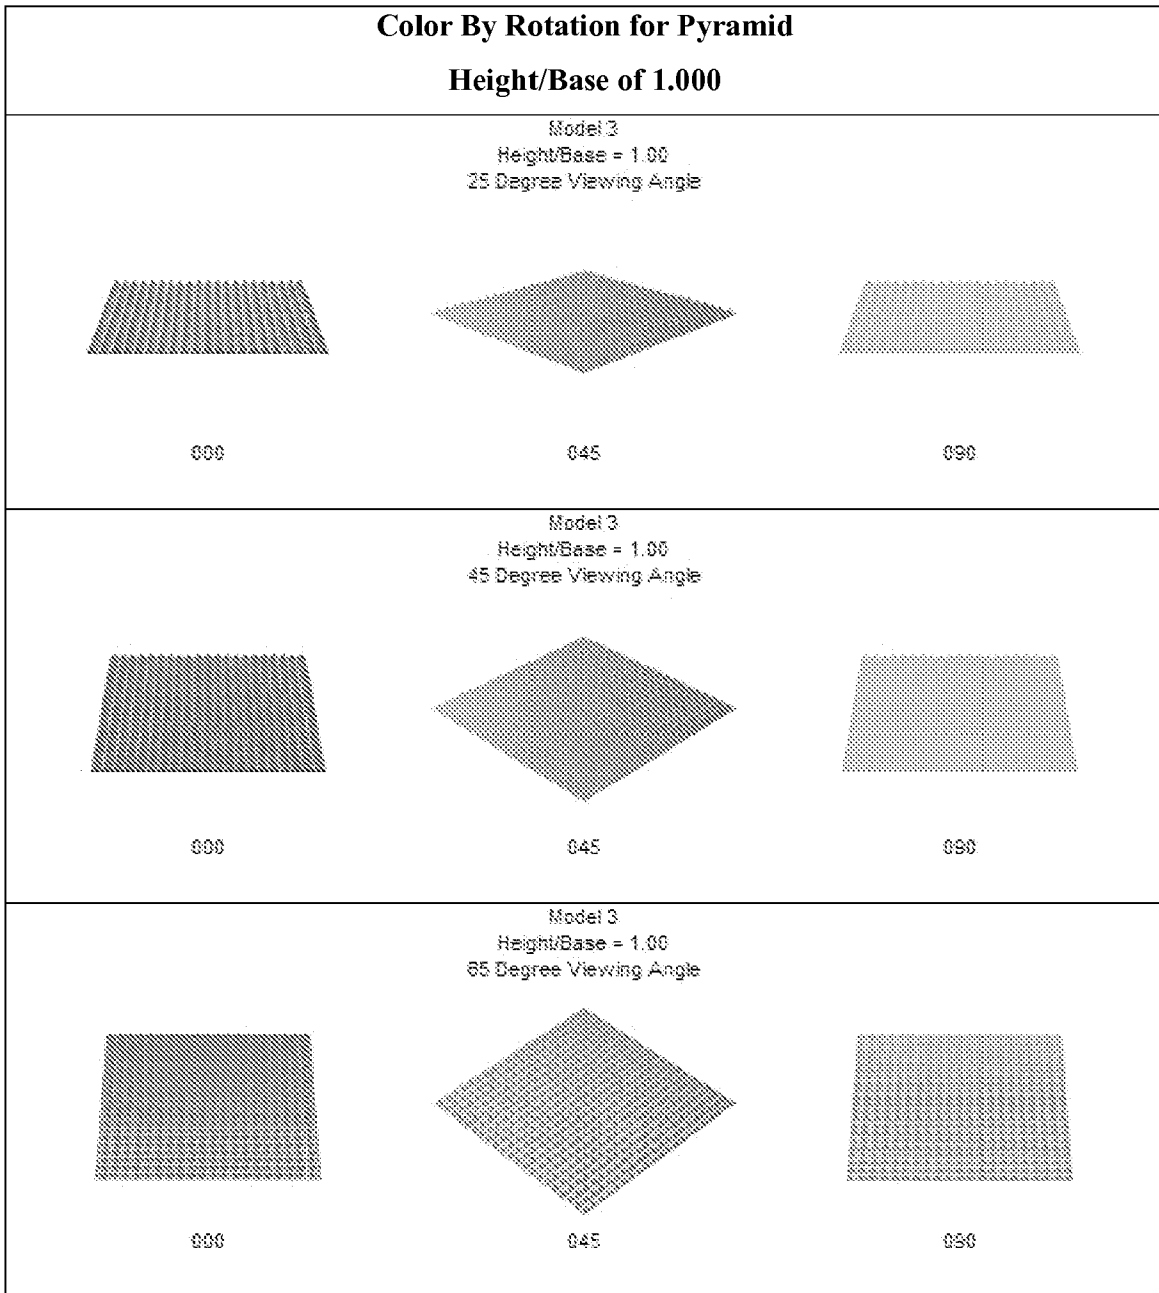 Color By Rotation for Pyramid
Height/Base of 1.000
Model 3
Height/Base = 1.00
25 Degree Viewing Angle
000 045 090
Model 3
Height/Base = 1.00
45 Degree Viewing Angle
000 045 090
Model 3
Height/Base = 1.00
65 Degree Viewing Angle
000 045 090